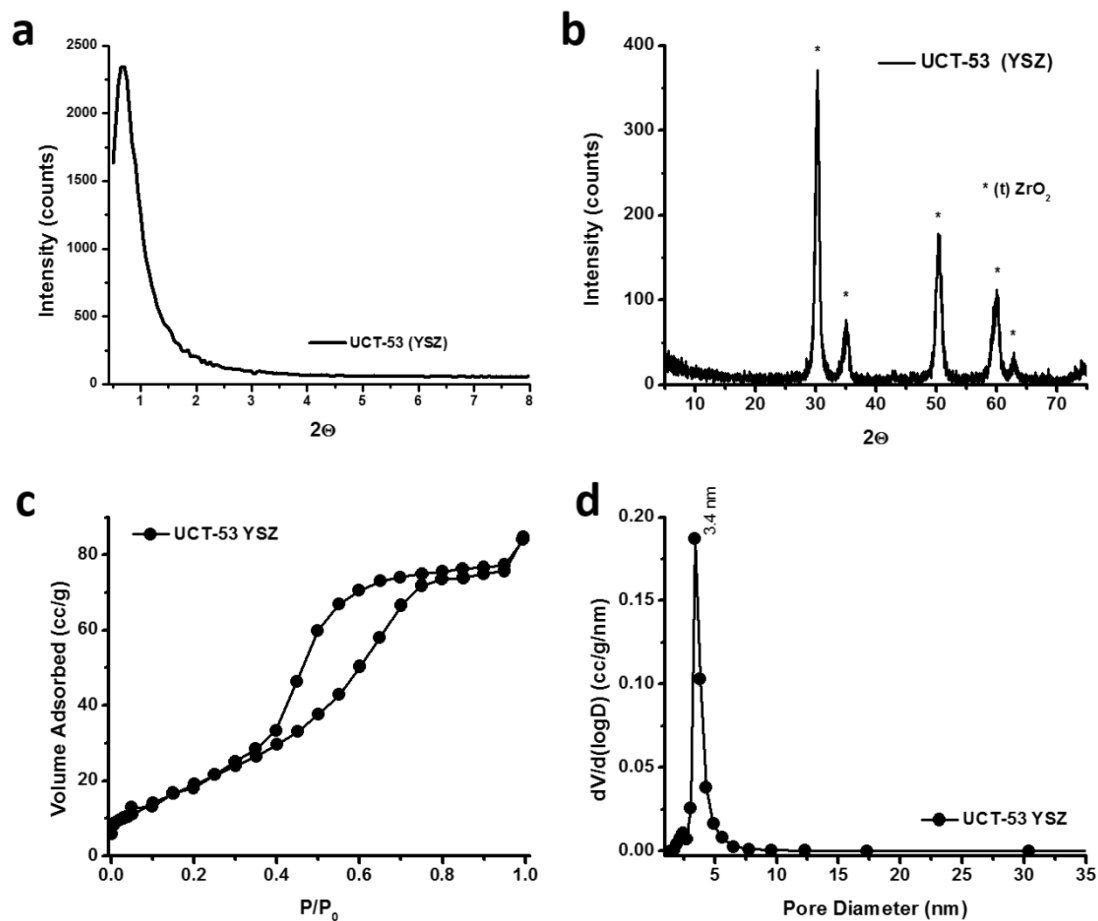 a
2500
2000
1500
1000
500
0
Intensity (counts)
UCT-53 (YSZ)
1 2 3 4 5 6 7 8
2Θ
b
400
300
200
100
0
Intensity (counts)
UCT-53 (YSZ)
* (t) ZrO₂
*
*
*
*
*
10 20 30 40 50 60 70
2Θ
c
80
60
40
20
0
Volume Adsorbed (cc/g)
UCT-53 YSZ
0.0 0.2 0.4 0.6 0.8 1.0
P/P₀
d
0.20
0.15
0.10
0.05
0.00
dV/d(logD) (cc/g/nm)
3.4 nm
UCT-53 YSZ
5 10 15 20 25 30 35
Pore Diameter (nm)